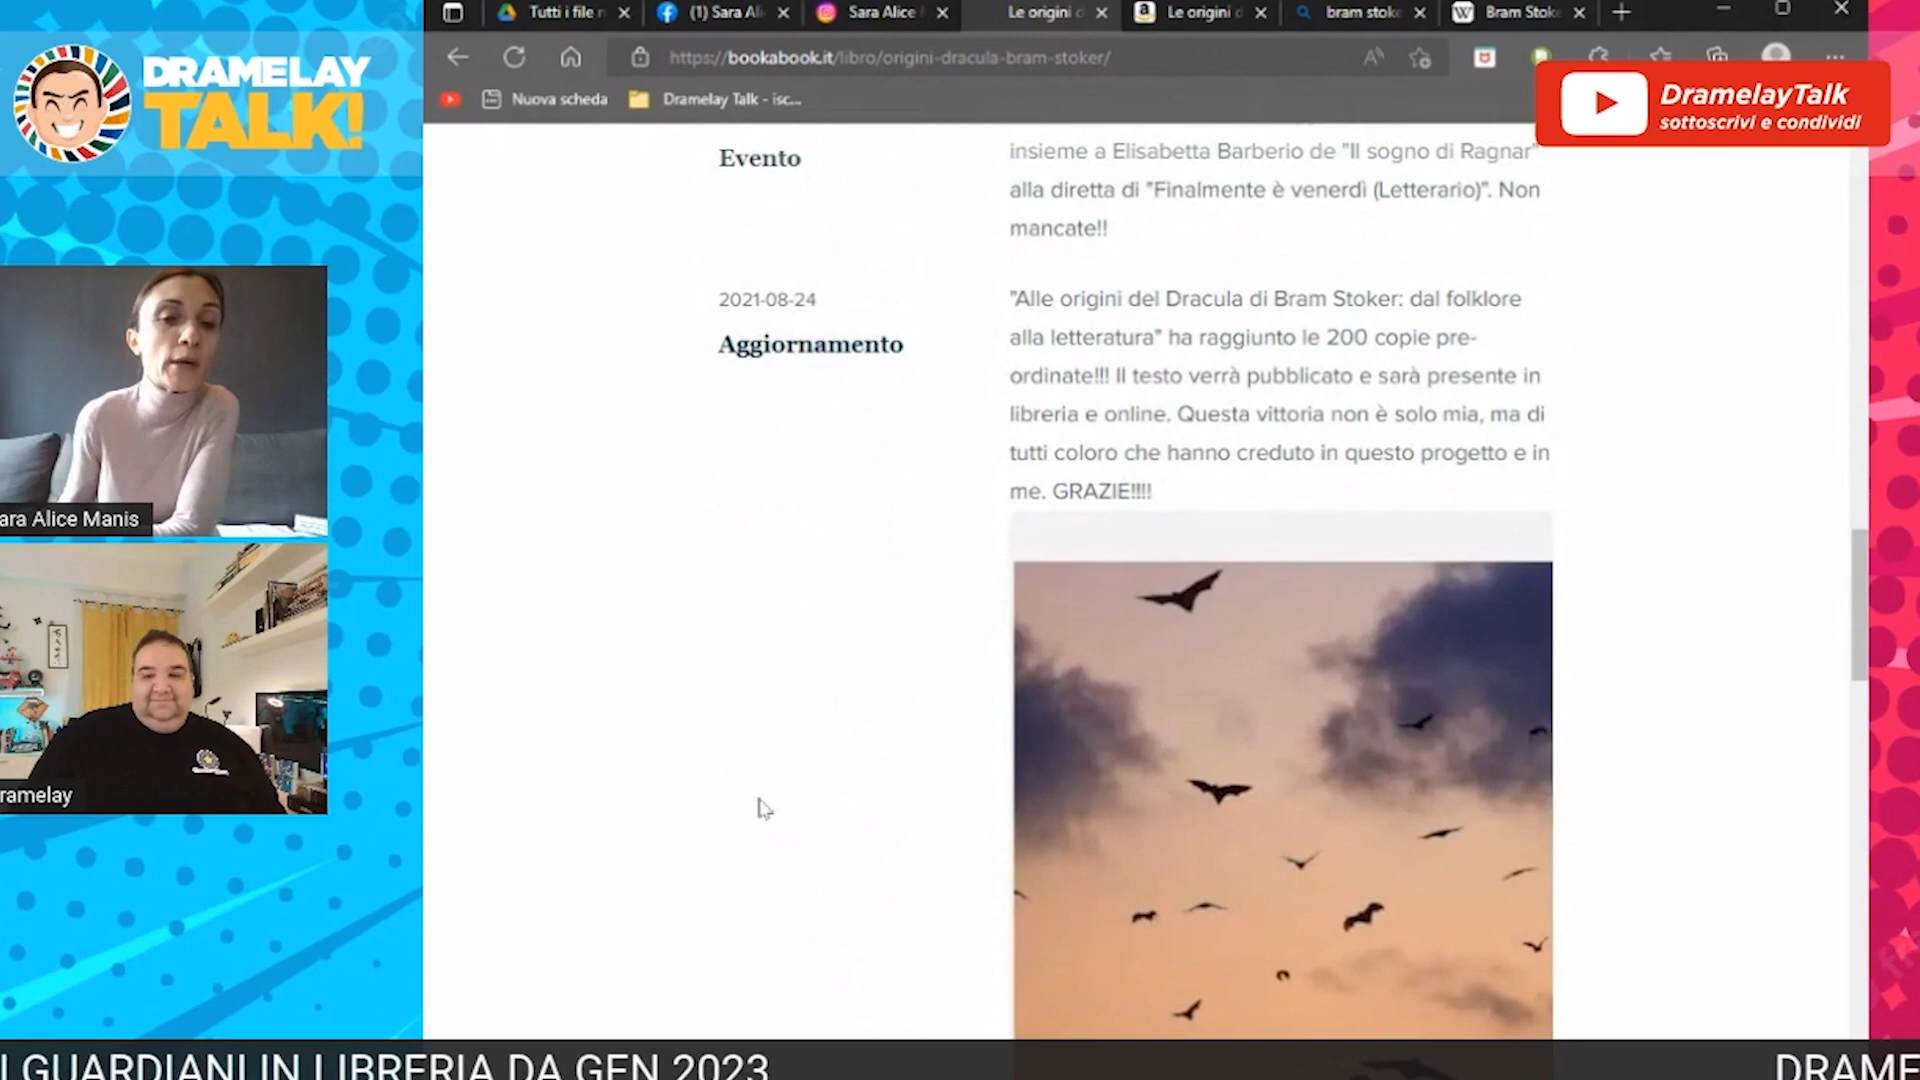 Tutti i file
(1) Sara Ali
Sara Alice
Le origini
Le origini
bram stok
Bram Stok
https://bookabook.it/libro/origini-dracula-bram-stoker/
Nuova scheda
Dramelay Talk - isc...
DRAMELAY
TALK!
DramelayTalk
sottoscrivi e condividi
Evento
insieme a Elisabetta Barberio de "Il sogno di Ragnar"
alla diretta di "Finalmente è venerdì (Letterario)". Non
mancate!!
2021-08-24
Aggiornamento
"Alle origini del Dracula di Bram Stoker: dal folklore
alla letteratura" ha raggiunto le 200 copie pre-
ordinate!!! Il testo verrà pubblicato e sarà presente in
libreria e online. Questa vittoria non è solo mia, ma di
tutti coloro che hanno creduto in questo progetto e in
me. GRAZIE!!!!
ara Alice Manis
ramelay
I GUARDIANI IN LIBRERIA DA GEN 2023
DRAME